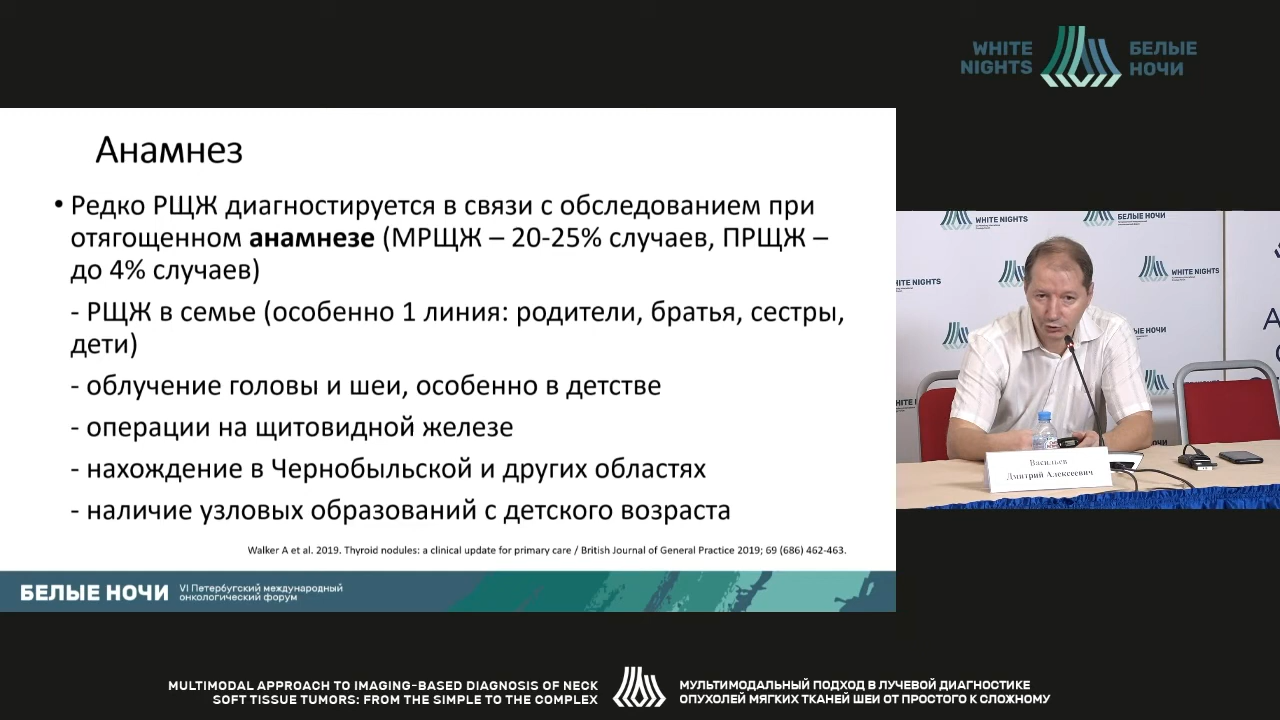 WHITE
NIGHTS
БЕЛЫЕ
НОЧИ
Анамнез
• Редко РЩЖ диагностируется в связи с обследованием при
отягощенном анамнезе (МРЩЖ – 20-25% случаев, ПРЩЖ –
до 4% случаев)
- РЩЖ в семье (особенно 1 линия: родители, братья, сестры,
дети)
- облучение головы и шеи, особенно в детстве
- операции на щитовидной железе
- нахождение в Чернобыльской и других областях
- наличие узловых образований с детского возраста
Walker A et al. 2019. Thyroid nodules: a clinical update for primary care / British Journal of General Practice 2019; 69 (686) 462-463.
БЕЛЫЕ НОЧИ
VI Петербургский международный
онкологический форум
WHITE NIGHTS
БЕЛЫЕ НОЧИ
WHITE NIGHTS
Васильев
Дмитрий Алексеевич
MULTIMODAL APPROACH TO IMAGING-BASED DIAGNOSIS OF NECK
SOFT TISSUE TUMORS: FROM THE SIMPLE TO THE COMPLEX
МУЛЬТИМОДАЛЬНЫЙ ПОДХОД В ЛУЧЕВОЙ ДИАГНОСТИКЕ
ОПУХОЛЕЙ МЯГКИХ ТКАНЕЙ ШЕИ ОТ ПРОСТОГО К СЛОЖНОМУ